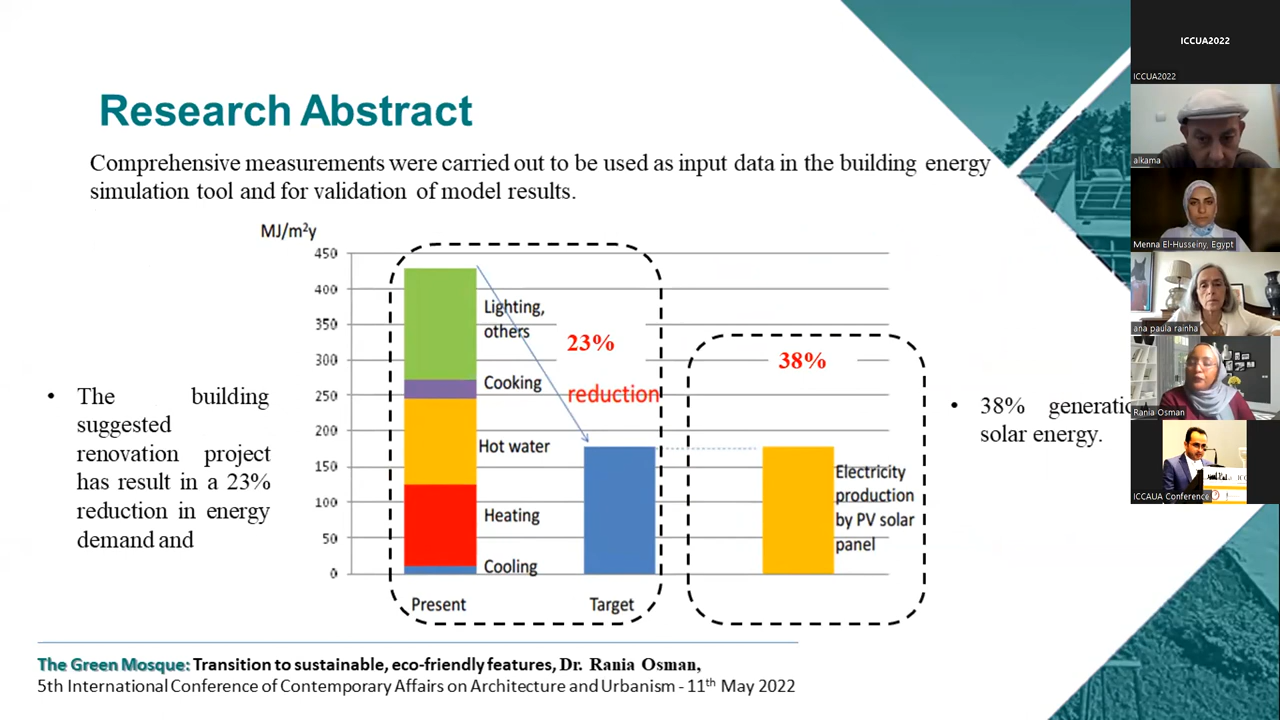 Research Abstract
Comprehensive measurements were carried out to be used as input data in the building energy
simulation tool and for validation of model results.
MJ/m²y
450
400
350
300
250
200
150
100
50
0
Lighting,
others
Cooking
Hot water
Heating
Cooling
23%
reduction
38%
Electricity
production
by PV solar
panel
Present
Target
• The building
suggested
renovation project
has result in a 23%
reduction in energy
demand and
• 38% generatio
solar energy.
The Green Mosque: Transition to sustainable, eco-friendly features, Dr. Rania Osman,
5th International Conference of Contemporary Affairs on Architecture and Urbanism - 11th May 2022
ICCUA2022
ICCUA2022
alkama
Menna El-Husseiny, Egypt
ana paula rainha
Rania Osman
ICCAUA Conference